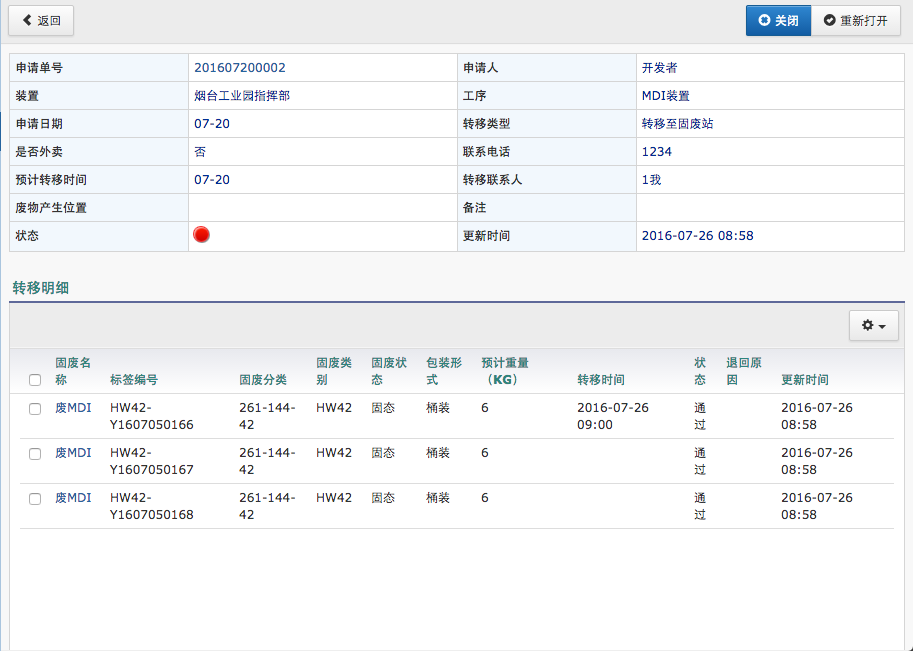 返回
关闭
重新打开
申请单号 201607200002 申请人 开发者
装置 烟台工业园指挥部 工序 MDI装置
申请日期 07-20 转移类型 转移至固废站
是否外卖 否 联系电话 1234
预计转移时间 07-20 转移联系人 1我
废物产生位置 备注
状态 更新时间 2016-07-26 08:58
转移明细
固废名 固废类 固废状 包装形 预计重量 状 退回原
称 标签编号 固废分类 别 态 式 （KG） 转移时间 态 因 更新时间
废MDI HW42- 261-144- HW42 固态 桶装 6 2016-07-26 通 2016-07-26
Y1607050166 42 09:00 过 08:58
废MDI HW42- 261-144- HW42 固态 桶装 6 通 2016-07-26
Y1607050167 42 过 08:58
废MDI HW42- 261-144- HW42 固态 桶装 6 通 2016-07-26
Y1607050168 42 过 08:58